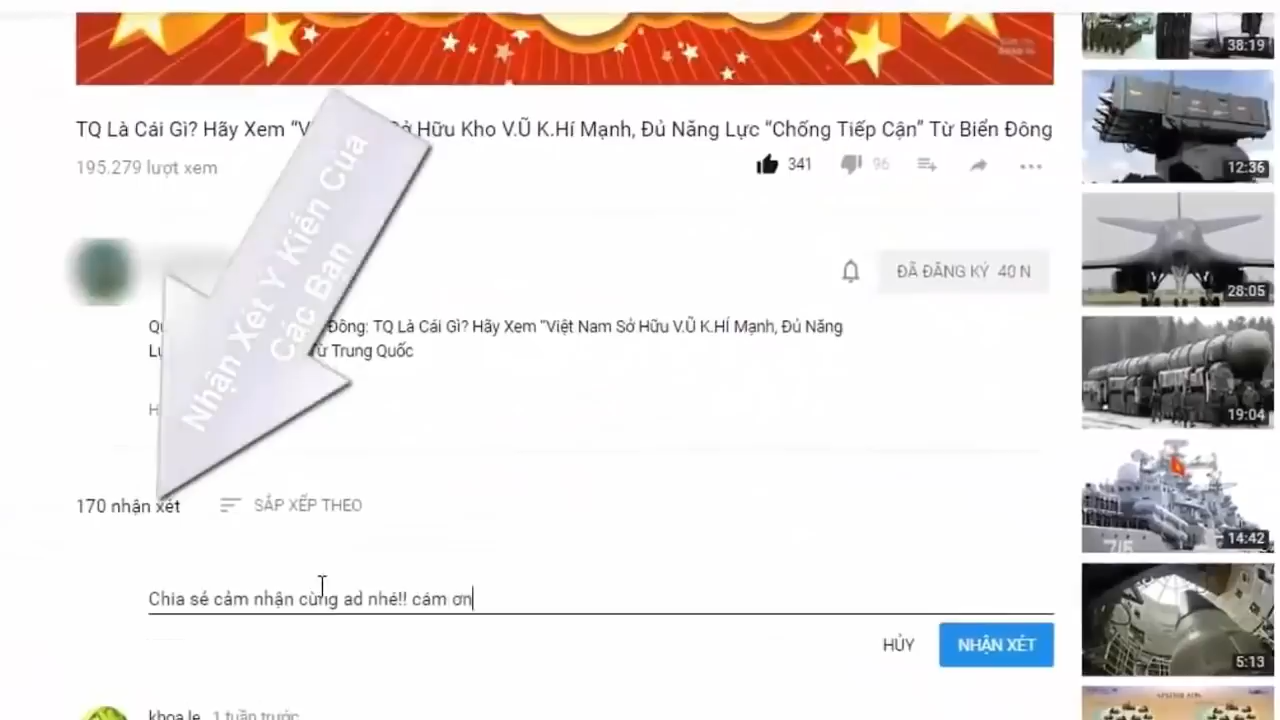 38:19
TQ Là Cái Gì? Hãy Xem “V Sở Hữu Kho V.Ũ K.Hí Mạnh, Đủ Năng Lực “Chống Tiếp Cận” Từ Biển Đông
195.279 lượt xem
341
96
12:36
Nhận Xét Ý Kiến Của
Các Bạn
ĐÃ ĐĂNG KÝ 40 N
28:05
Đông: TQ Là Cái Gì? Hãy Xem "Việt Nam Sở Hữu V.Ũ K.HÍ Mạnh, Đủ Năng
Từ Trung Quốc
19:04
170 nhận xét
SẮP XẾP THEO
715
14:42
Chia sẻ cảm nhận cùng ad nhé!! cám ơn
HỦY
NHẬN XÉT
5:13
khoa le 1 tuần trước